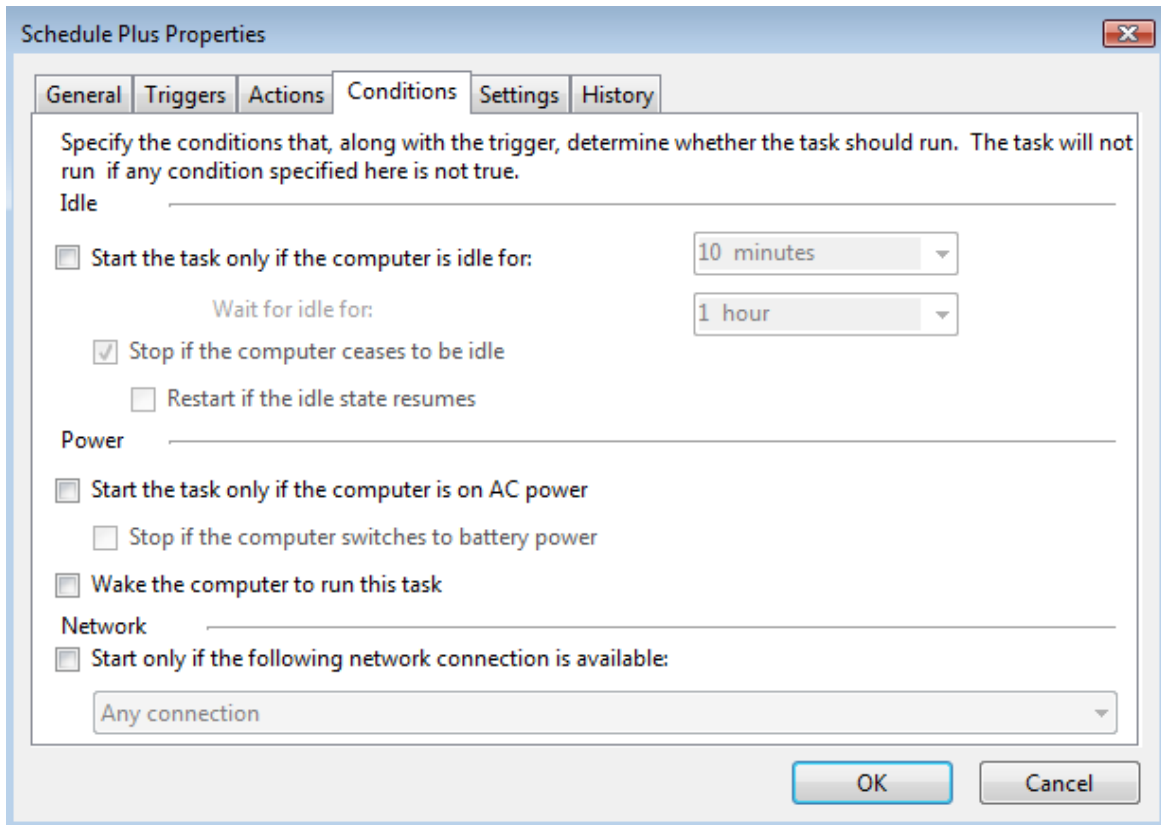 Schedule Plus Properties
General Triggers Actions Conditions Settings History
Specify the conditions that, along with the trigger, determine whether the task should run. The task will not
run if any condition specified here is not true.
Idle
Start the task only if the computer is idle for: 10 minutes
Wait for idle for: 1 hour
Stop if the computer ceases to be idle
Restart if the idle state resumes
Power
Start the task only if the computer is on AC power
Stop if the computer switches to battery power
Wake the computer to run this task
Network
Start only if the following network connection is available:
Any connection
OK Cancel